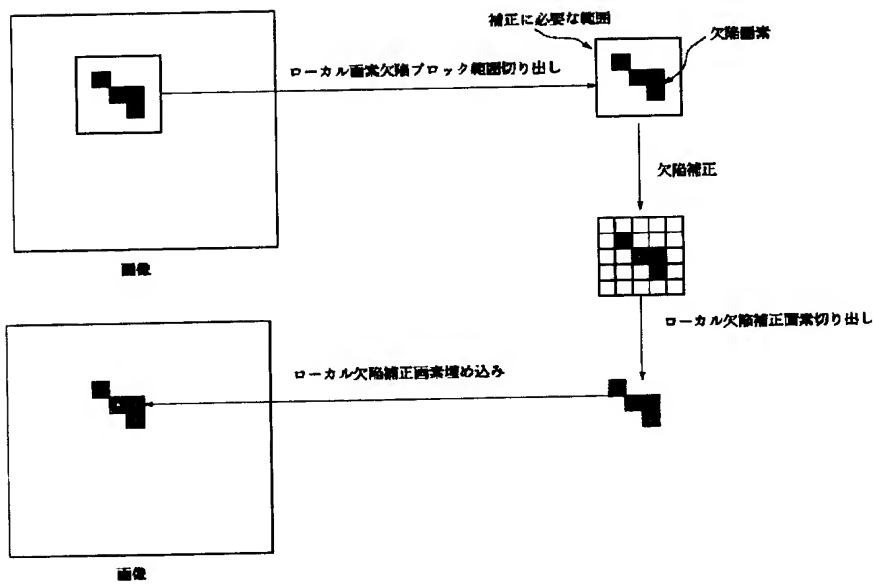 補正に必要な範囲
欠陥画素
ローカル画素欠陥ブロック範囲切り出し
欠陥補正
画像
ローカル欠陥補正画素切り出し
ローカル欠陥補正画素埋め込み
画像